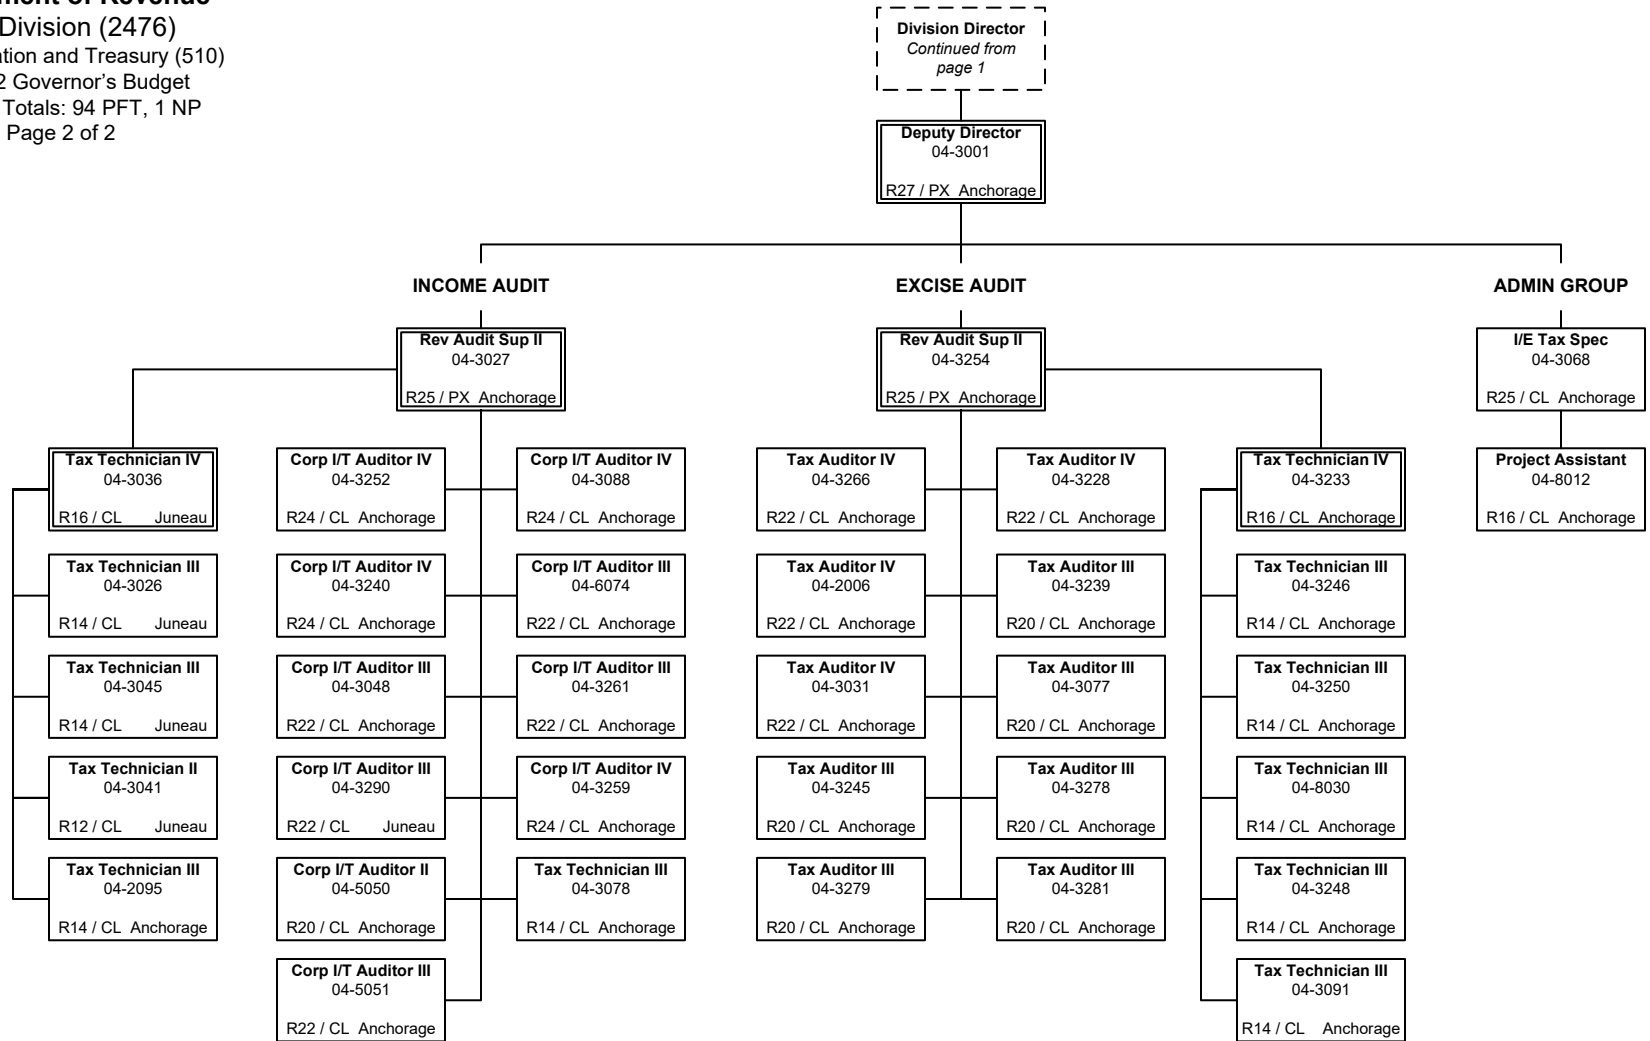 of Revenue
Division (2476)
and Treasury (510)
Governor’s Budget
Totals: 94 PFT, 1 NP
Page 2 of 2
Division Director
Continued from
page 1
Deputy Director
04-3001
R27 / PX Anchorage
INCOME AUDIT
EXCISE AUDIT
ADMIN GROUP
Rev Audit Sup II
04-3027
R25 / PX Anchorage
Rev Audit Sup II
04-3254
R25 / PX Anchorage
I/E Tax Spec
04-3068
R25 / CL Anchorage
Tax Technician IV
04-3036
R16 / CL Juneau
Corp I/T Auditor IV
04-3252
R24 / CL Anchorage
Corp I/T Auditor IV
04-3088
R24 / CL Anchorage
Tax Auditor IV
04-3266
R22 / CL Anchorage
Tax Auditor IV
04-3228
R22 / CL Anchorage
Tax Technician IV
04-3233
R16 / CL Anchorage
Project Assistant
04-8012
R16 / CL Anchorage
Tax Technician III
04-3026
R14 / CL Juneau
Corp I/T Auditor IV
04-3240
R24 / CL Anchorage
Corp I/T Auditor III
04-6074
R22 / CL Anchorage
Tax Auditor IV
04-2006
R22 / CL Anchorage
Tax Auditor III
04-3239
R20 / CL Anchorage
Tax Technician III
04-3246
R14 / CL Anchorage
Tax Technician III
04-3045
R14 / CL Juneau
Corp I/T Auditor III
04-3048
R22 / CL Anchorage
Corp I/T Auditor III
04-3261
R22 / CL Anchorage
Tax Auditor IV
04-3031
R22 / CL Anchorage
Tax Auditor III
04-3077
R20 / CL Anchorage
Tax Technician III
04-3250
R14 / CL Anchorage
Tax Technician II
04-3041
R12 / CL Juneau
Corp I/T Auditor III
04-3290
R22 / CL Juneau
Corp I/T Auditor IV
04-3259
R24 / CL Anchorage
Tax Auditor III
04-3245
R20 / CL Anchorage
Tax Auditor III
04-3278
R20 / CL Anchorage
Tax Technician III
04-8030
R14 / CL Anchorage
Tax Technician III
04-2095
R14 / CL Anchorage
Corp I/T Auditor II
04-5050
R20 / CL Anchorage
Tax Technician III
04-3078
R14 / CL Anchorage
Tax Auditor III
04-3279
R20 / CL Anchorage
Tax Auditor III
04-3281
R20 / CL Anchorage
Tax Technician III
04-3248
R14 / CL Anchorage
Corp I/T Auditor III
04-5051
R22 / CL Anchorage
Tax Technician III
04-3091
R14 / CL Anchorage